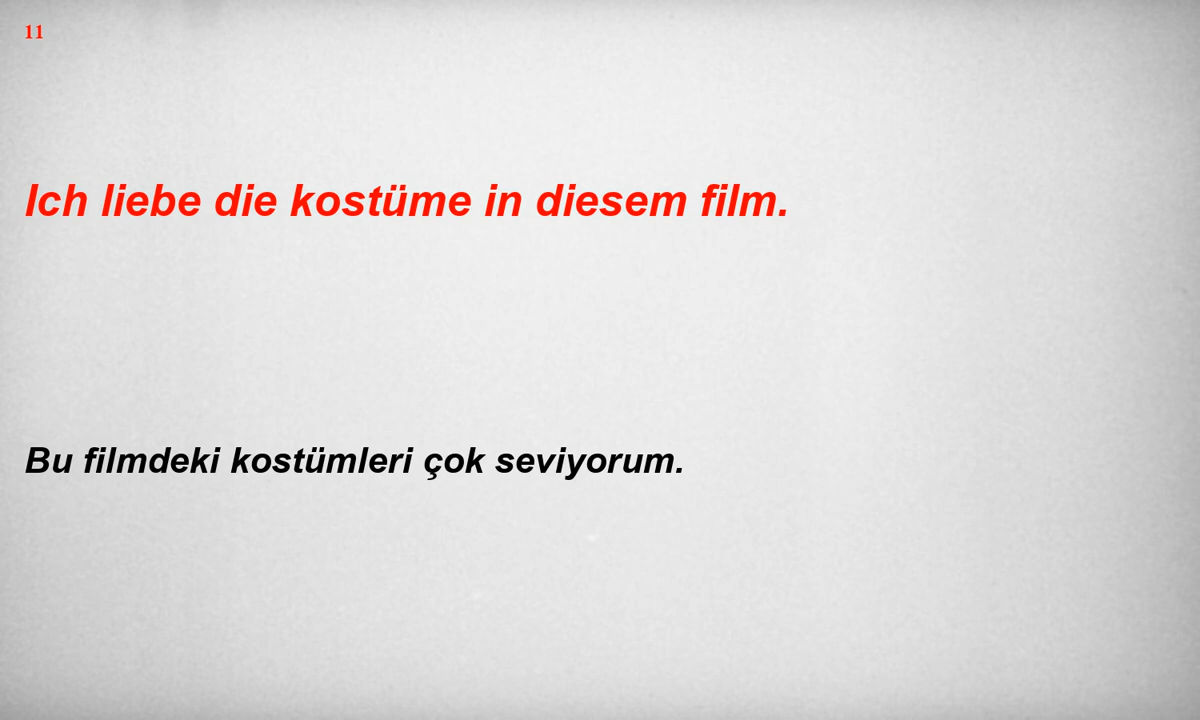 11
Ich liebe die kostüme in diesem film.
Bu filmdeki kostümleri çok seviyorum.